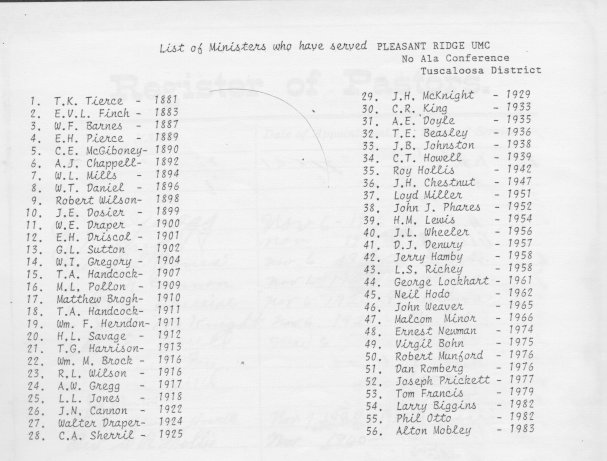 List of Ministers who have served PLEASANT RIDGE UMC
No Ala Conference
Tuscaloosa District
1. T.K. Tierce - 1881
2. E.V.L. Finch - 1883
3. W.F. Barnes - 1887
4. E.H. Pierce - 1889
5. C.E. McGiboney- 1890
6. A.J. Chappell- 1892
7. W.L. Mills - 1894
8. W.T. Daniel - 1896
9. Robert Wilson- 1898
10. J.E. Dosier - 1899
11. W.E. Draper - 1900
12. E.H. Driscol - 1901
13. G.L. Sutton - 1902
14. W.I. Gregory - 1904
15. T.A. Handcock- 1907
16. M.L. Pollon - 1909
17. Matthew Brogh- 1910
18. T.A. Handcock- 1911
19. Wm. F. Herndon- 1911
20. H.L. Savage - 1912
21. T.G. Harrison- 1913
22. Wm. M. Brock - 1916
23. R.L. Wilson - 1916
24. A.W. Gregg - 1917
25. L.L. Jones - 1918
26. J.N. Cannon - 1922
27. Walter Draper- 1924
28. C.A. Sherril - 1925
29. J.H. McKnight - 1929
30. C.R. King - 1933
31. A.E. Doyle - 1935
32. T.E. Beasley - 1936
33. J.B. Johnston - 1938
34. C.T. Howell - 1939
35. Roy Hollis - 1942
36. J.H. Chestnut - 1947
37. Loyd Miller - 1951
38. John J. Phares - 1952
39. H.M. Lewis - 1954
40. J.L. Wheeler - 1956
41. D.J. Denury - 1957
42. Jerry Hamby - 1958
43. L.S. Richey - 1958
44. George Lockhart - 1961
45. Neil Hodo - 1962
46. John Weaver - 1965
47. Malcom Minor - 1966
48. Ernest Newman - 1974
49. Virgil Bohn - 1975
50. Robert Munford - 1976
51. Dan Romberg - 1976
52. Joseph Prickett - 1977
53. Tom Francis - 1979
54. Larry Biggins - 1982
55. Phil Otto - 1982
56. Alton Mobley - 1983